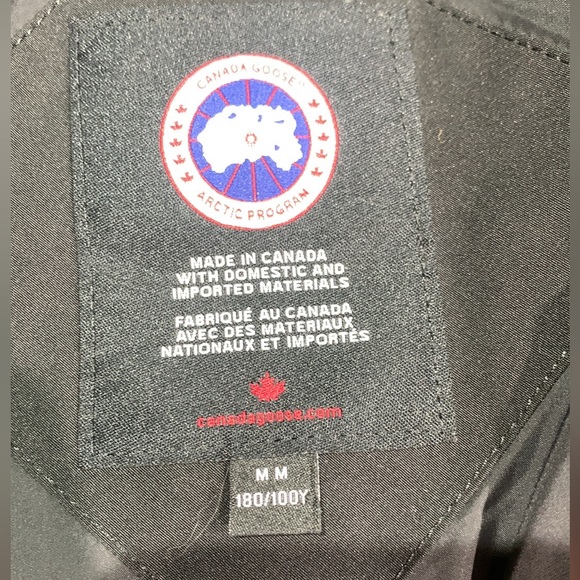 CANADA GOOSE
ARCTIC PROGRAM
MADE IN CANADA
WITH DOMESTIC AND
IMPORTED MATERIALS
FABRIQUÉ AU CANADA
AVEC DES MATERIAUX
NATIONAUX ET IMPORTÉS
canadagoose.com
M M
180/100Y